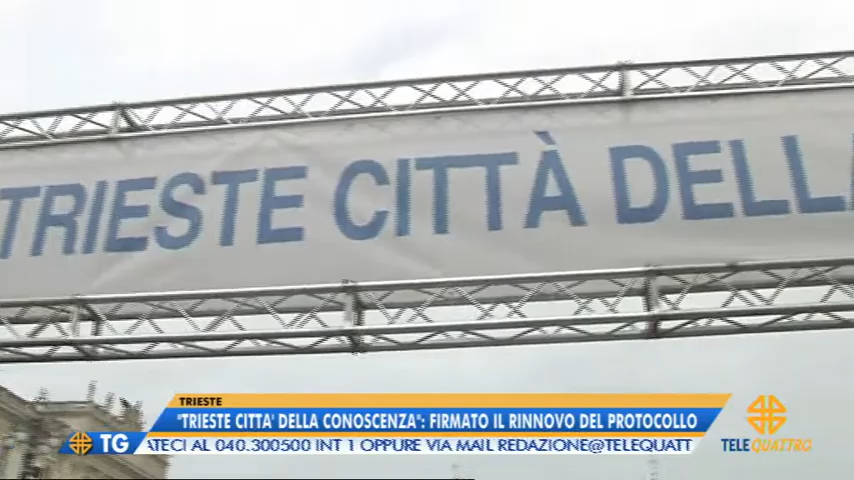 TRIESTE CITTÀ DELL
TRIESTE
"TRIESTE CITTA' DELLA CONOSCENZA": FIRMATO IL RINNOVO DEL PROTOCOLLO
TG
ATECI AL 040.300500 INT 1 OPPURE VIA MAIL REDAZIONE@TELEQUATT
TELEQUATTRO